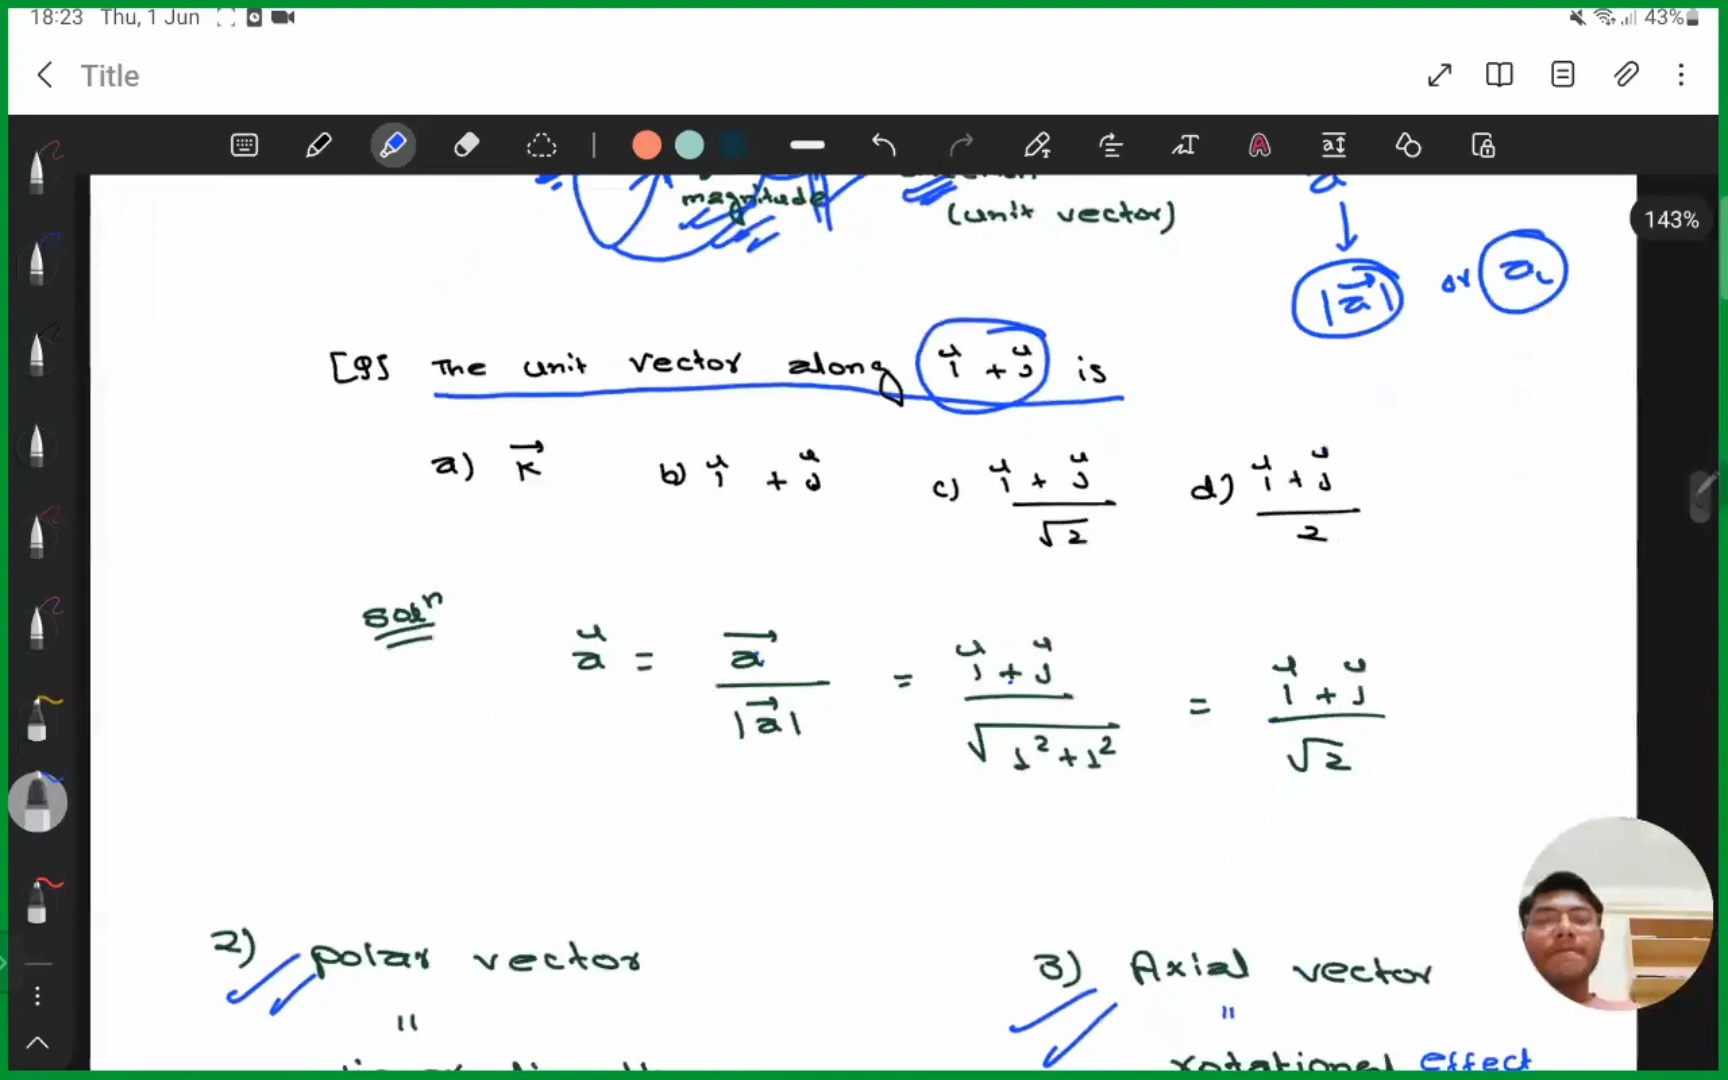 18:23 Thu, 1 Jun 43%
Title
143%
magnitude
(unit vector)
|a⃗| or a
[Q] The unit vector along î + ĵ is
a) k⃗ b) î + ĵ c) î + ĵ / √2 d) î + ĵ / 2
Solⁿ
â = a⃗ / |a⃗| = î + ĵ / √1² + 1² = î + ĵ / √2
2) polar vector 3) Axial vector
" "
rotational effect